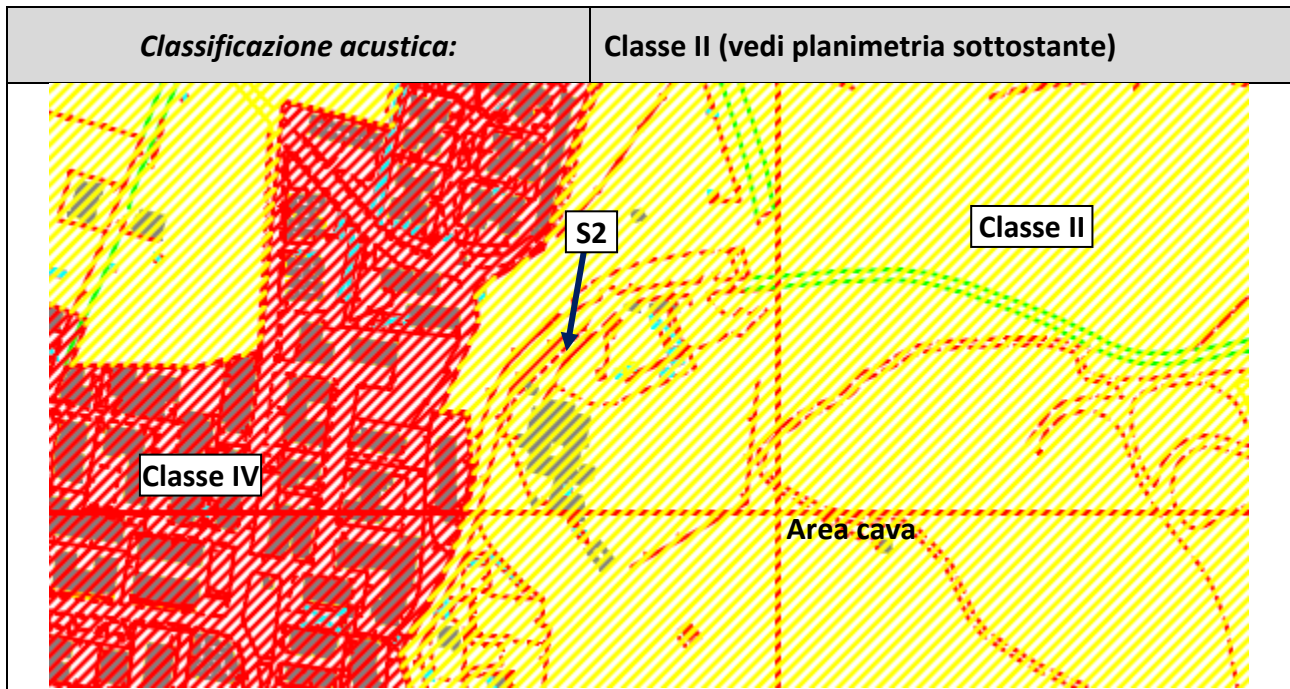 Classificazione acustica:
Classe II (vedi planimetria sottostante)
S2
Classe II
Classe IV
Area cava